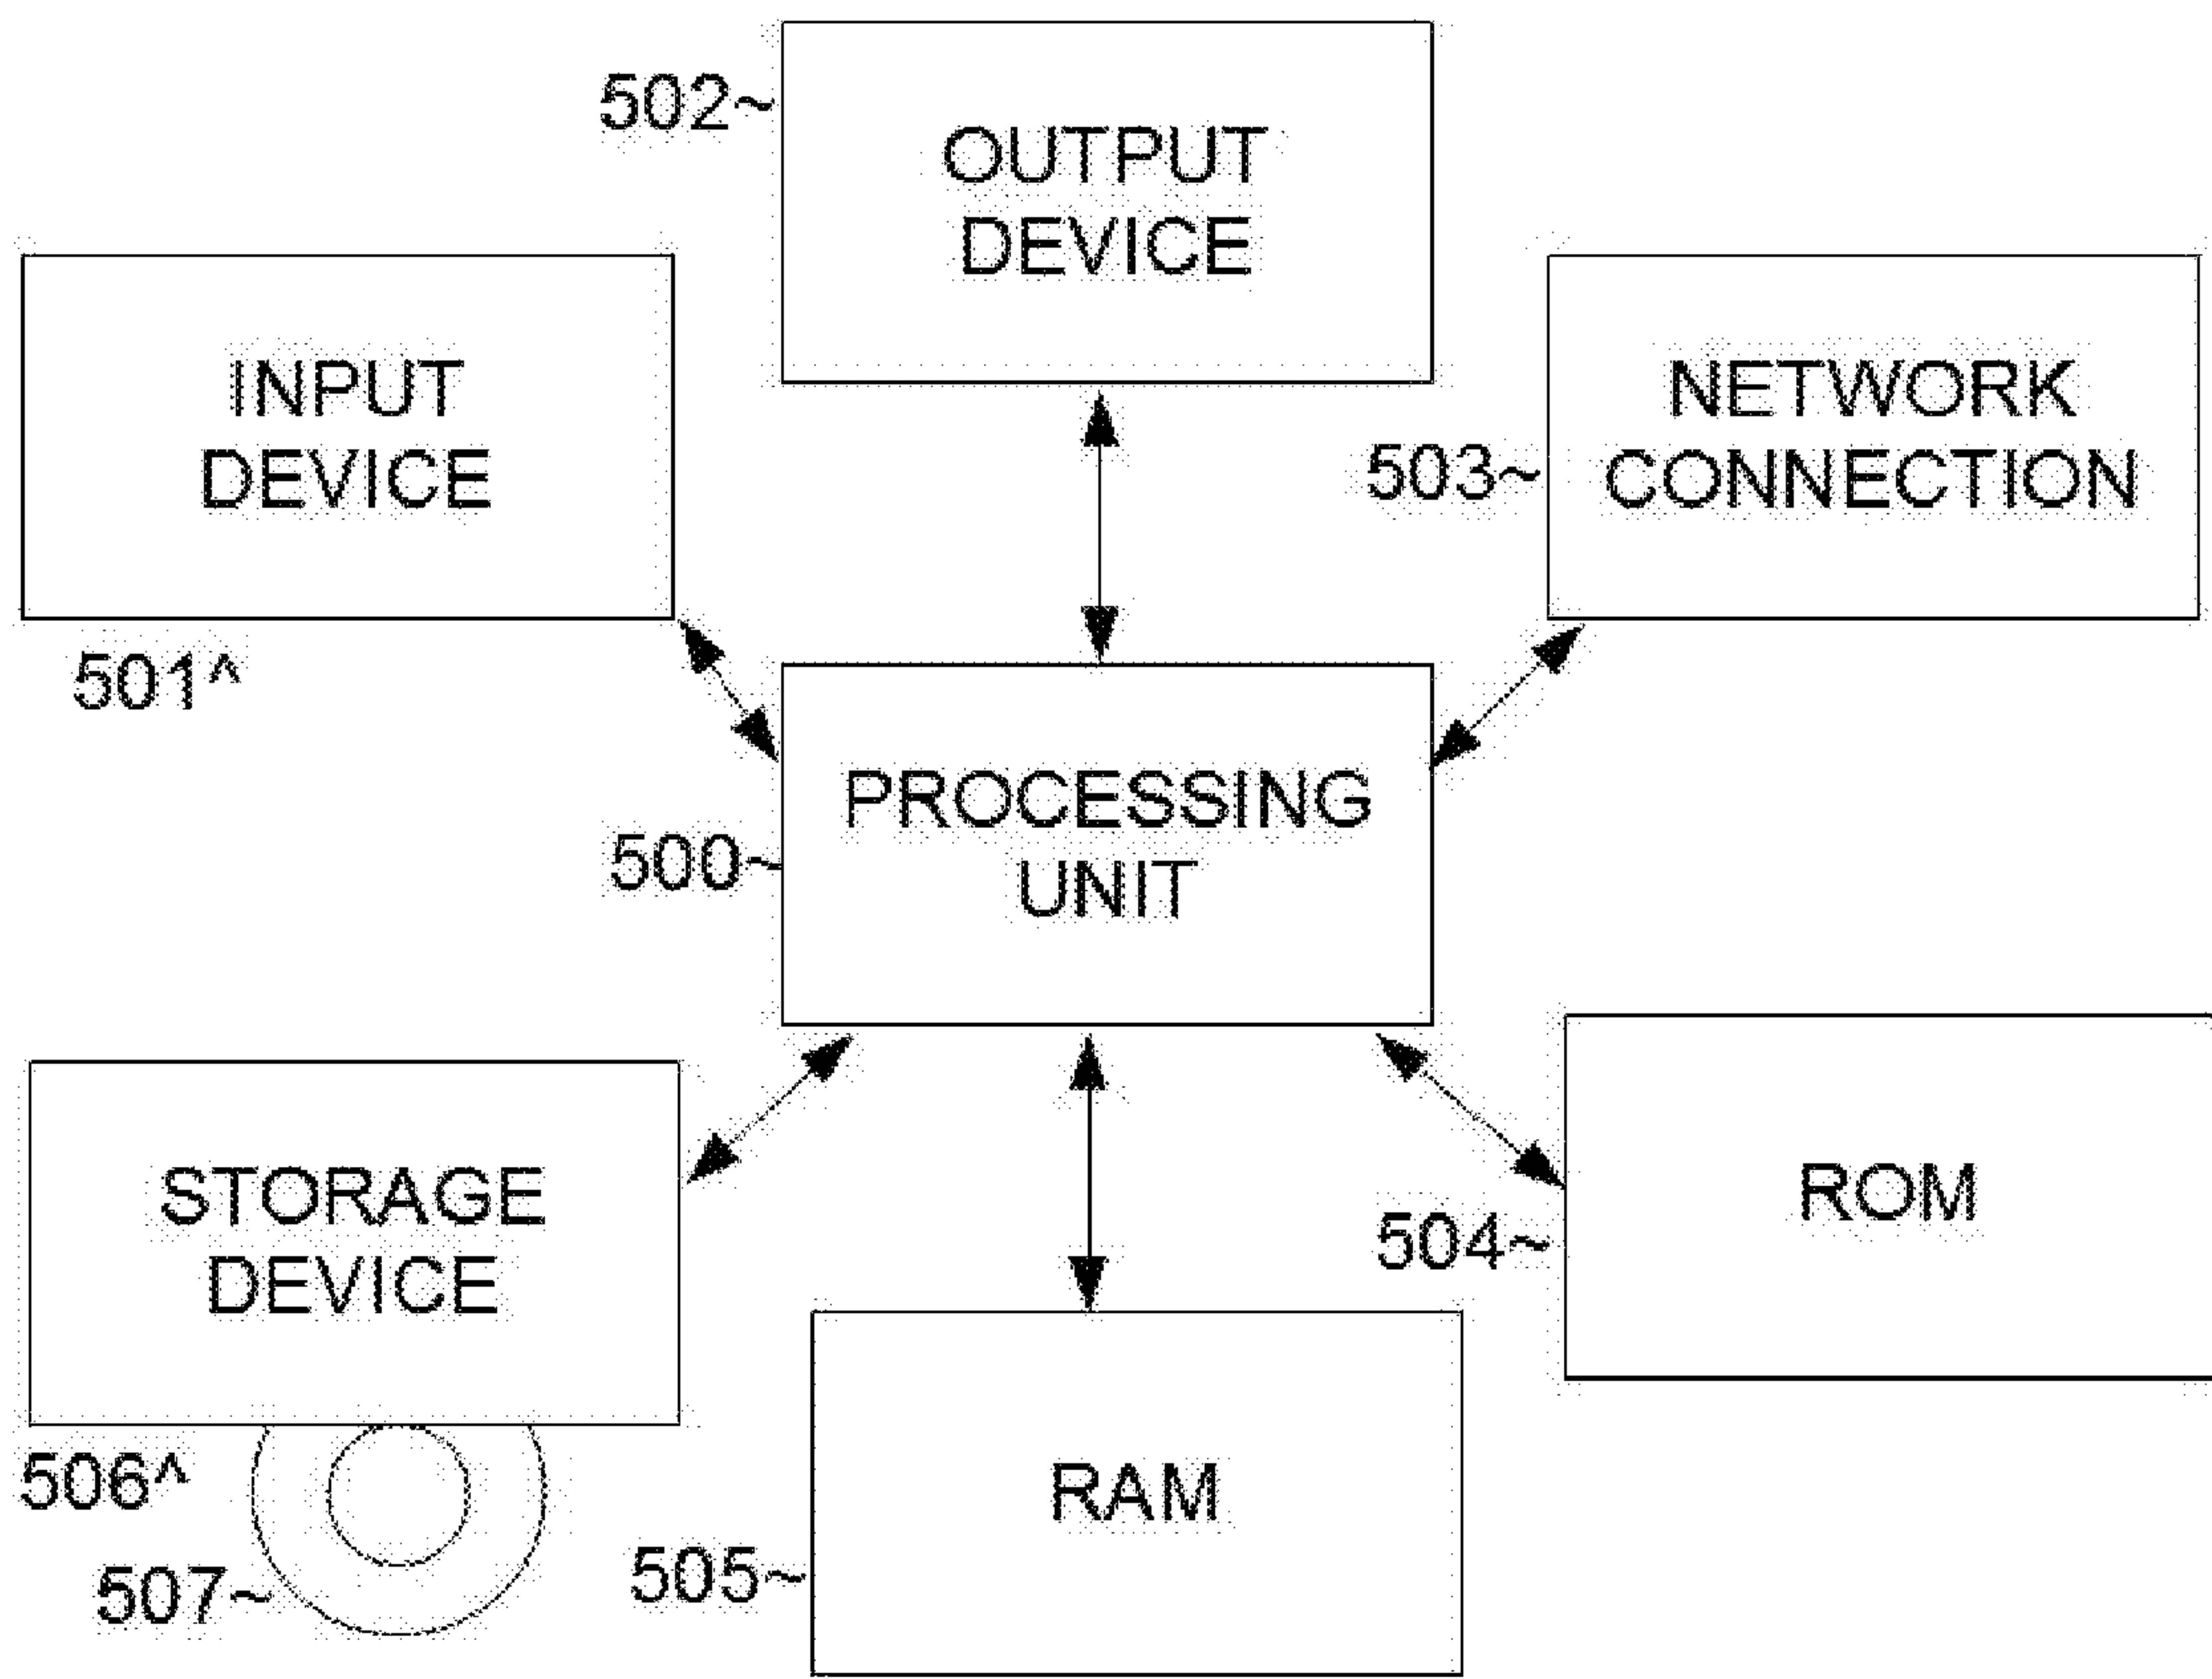 502~
OUTPUT
DEVICE
INPUT
DEVICE
501^
NETWORK
CONNECTION
503~
PROCESSING
UNIT
500~
STORAGE
DEVICE
506^
507~
ROM
504~
RAM
505~